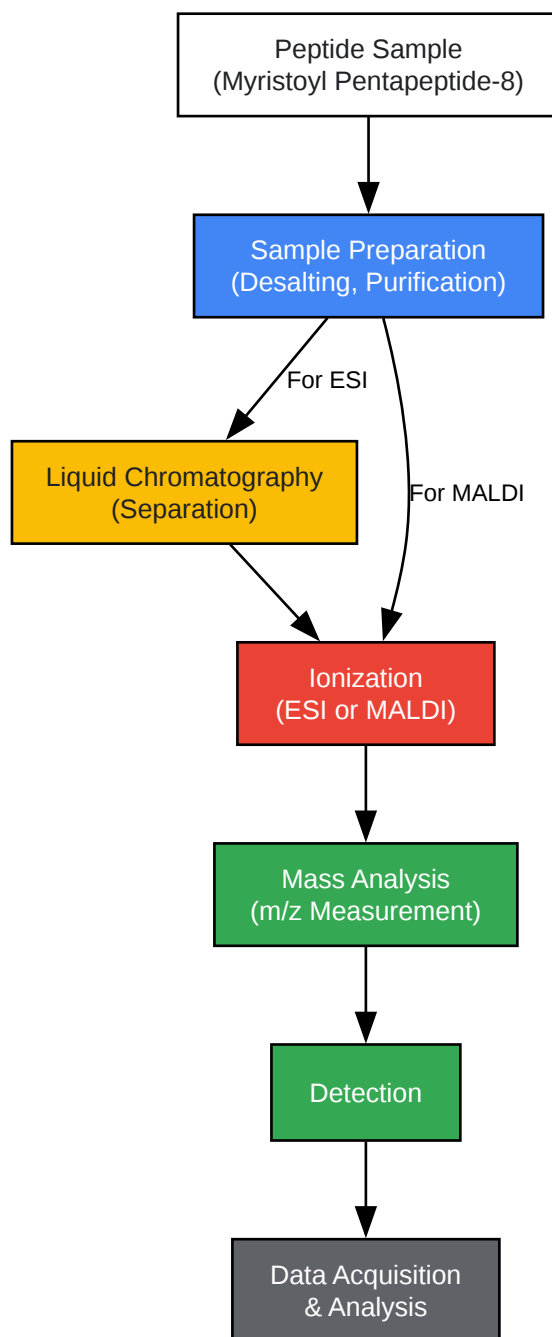 Peptide Sample
(Myristoyl Pentapeptide-8)
Sample Preparation
(Desalting, Purification)
For ESI
Liquid Chromatography
(Separation)
For MALDI
Ionization
(ESI or MALDI)
Mass Analysis
(m/z Measurement)
Detection
Data Acquisition
& Analysis